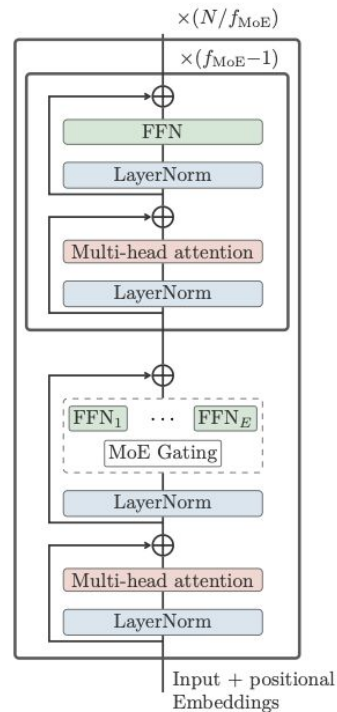 ×(N/f_MoE)
×(f_MoE−1)
FFN
LayerNorm
Multi-head attention
LayerNorm
FFN_1 ⋯ FFN_E
MoE Gating
LayerNorm
Multi-head attention
LayerNorm
Input + positional
Embeddings